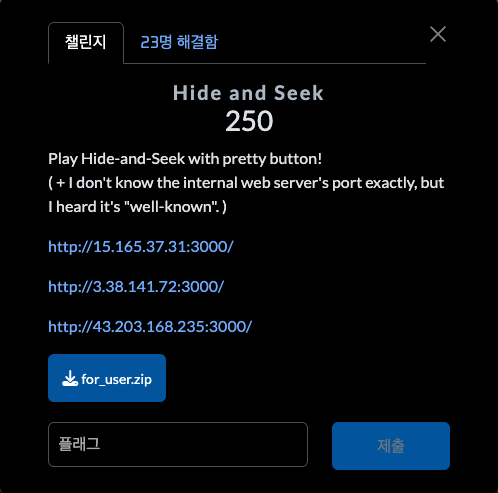 챌린지
23명 해결함
Hide and Seek
250
Play Hide-and-Seek with pretty button!
( + I don't know the internal web server's port exactly, but
I heard it's "well-known". )
http://15.165.37.31:3000/
http://3.38.141.72:3000/
http://43.203.168.235:3000/
for_user.zip
플래그
제출